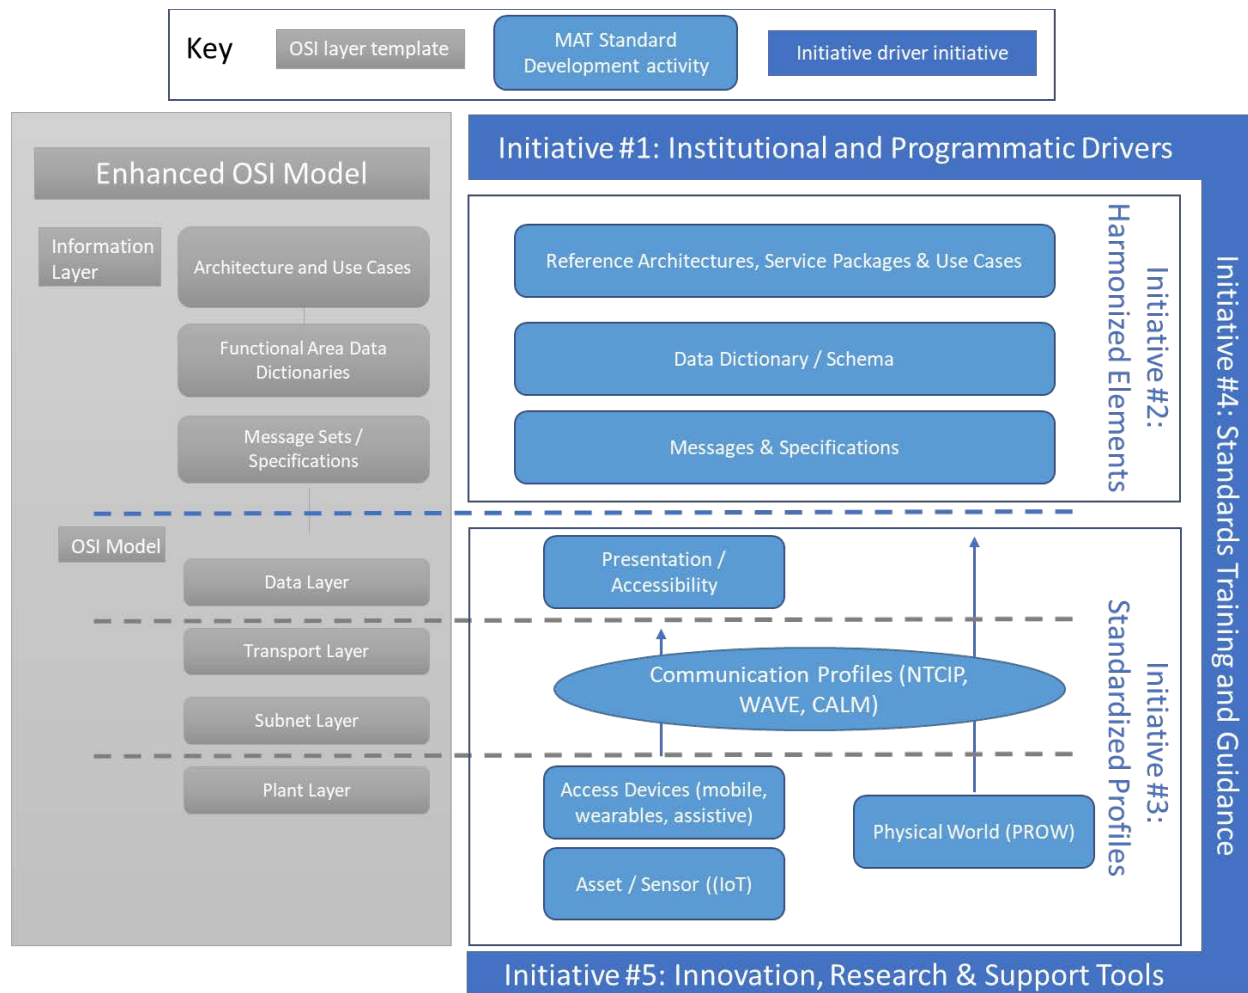 Key
OSI layer template
MAT Standard
Development activity
Initiative driver initiative
Enhanced OSI Model
Information
Layer
Architecture and Use Cases
Functional Area Data
Dictionaries
Message Sets /
Specifications
OSI Model
Data Layer
Transport Layer
Subnet Layer
Plant Layer
Initiative #1: Institutional and Programmatic Drivers
Reference Architectures, Service Packages & Use Cases
Data Dictionary / Schema
Messages & Specifications
Initiative #2:
Harmonized Elements
Presentation /
Accessibility
Communication Profiles (NTCIP,
WAVE, CALM)
Access Devices (mobile,
wearables, assistive)
Asset / Sensor ((IoT)
Physical World (PROW)
Initiative #3:
Standardized Profiles
Initiative #4: Standards Training and Guidance
Initiative #5: Innovation, Research & Support Tools